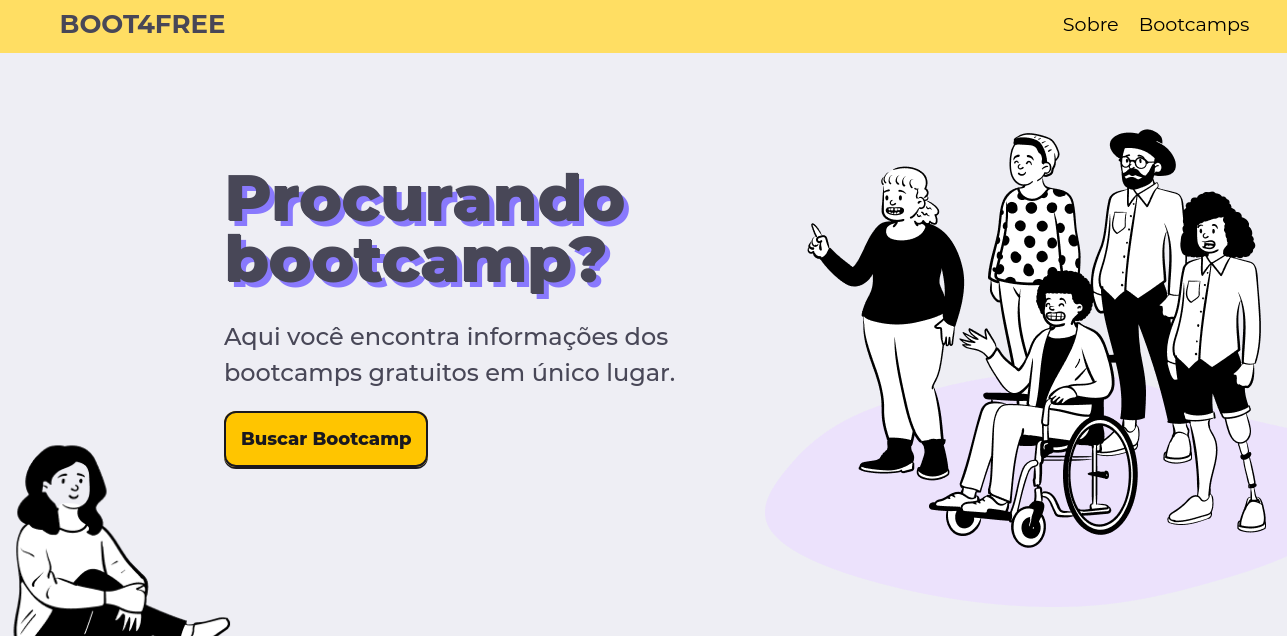 BOOT4FREE
Sobre Bootcamps
Procurando
bootcamp?
Aqui você encontra informações dos
bootcamps gratuitos em único lugar.
Buscar Bootcamp